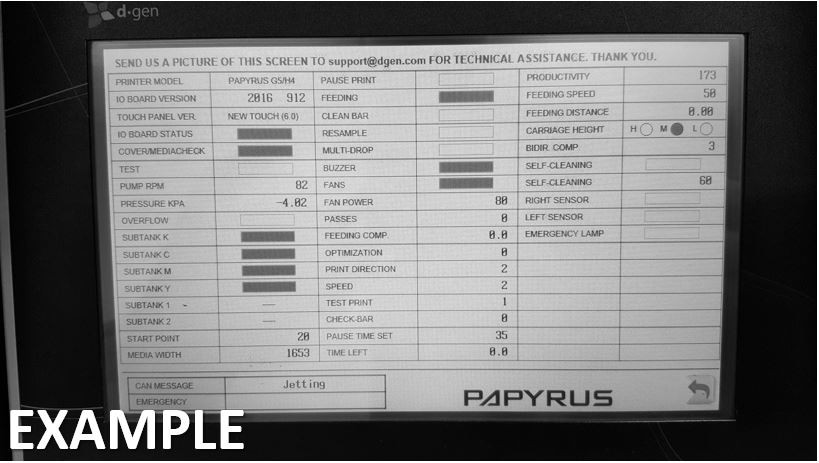 d·gen
SEND US A PICTURE OF THIS SCREEN TO support@dgen.com FOR TECHNICAL ASSISTANCE. THANK YOU.
PRINTER MODEL PAPYRUS G5/H4 PAUSE PRINT PRODUCTIVITY 173
IO BOARD VERSION 2016 912 FEEDING FEEDING SPEED 50
TOUCH PANEL VER. NEW TOUCH (6.0) CLEAN BAR FEEDING DISTANCE 0.00
IO BOARD STATUS RESAMPLE CARRIAGE HEIGHT H M L
COVER/MEDIACHECK MULTI-DROP BIDIR. COMP. 3
TEST BUZZER SELF-CLEANING
PUMP RPM 82 FANS SELF-CLEANING 60
PRESSURE KPA -4.02 FAN POWER 80 RIGHT SENSOR
OVERFLOW PASSES 0 LEFT SENSOR
SUBTANK K FEEDING COMP. 0.0 EMERGENCY LAMP
SUBTANK C OPTIMIZATION 0
SUBTANK M PRINT DIRECTION 2
SUBTANK Y SPEED 2
SUBTANK 1 - — TEST PRINT 1
SUBTANK 2 — CHECK-BAR 0
START POINT 20 PAUSE TIME SET 35
MEDIA WIDTH 1653 TIME LEFT 0.0
CAN MESSAGE Jetting
EMERGENCY
PAPYRUS
EXAMPLE